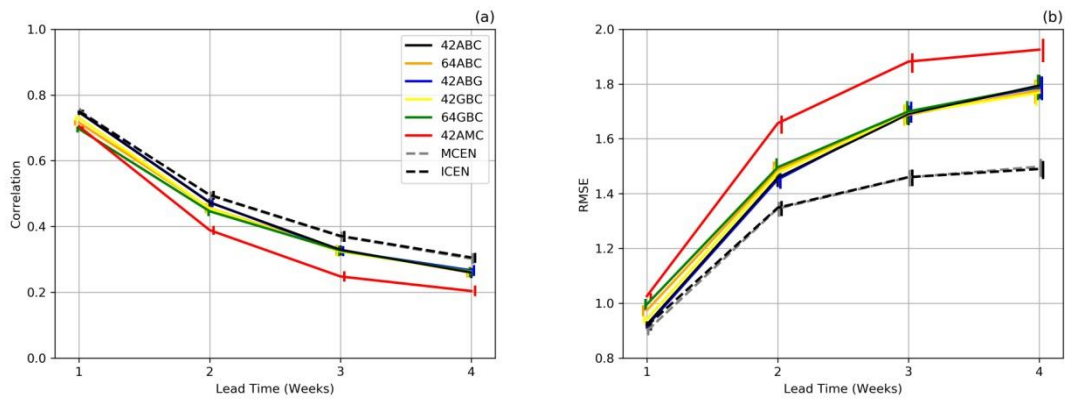 (a)
1.0
0.8
0.6
0.4
0.2
0.0
Correlation
1 2 3 4
Lead Time (Weeks)
42ABC
64ABC
42ABG
42GBC
64GBC
42AMC
MCEN
ICEN
(b)
2.0
1.8
1.6
1.4
1.2
1.0
0.8
RMSE
1 2 3 4
Lead Time (Weeks)